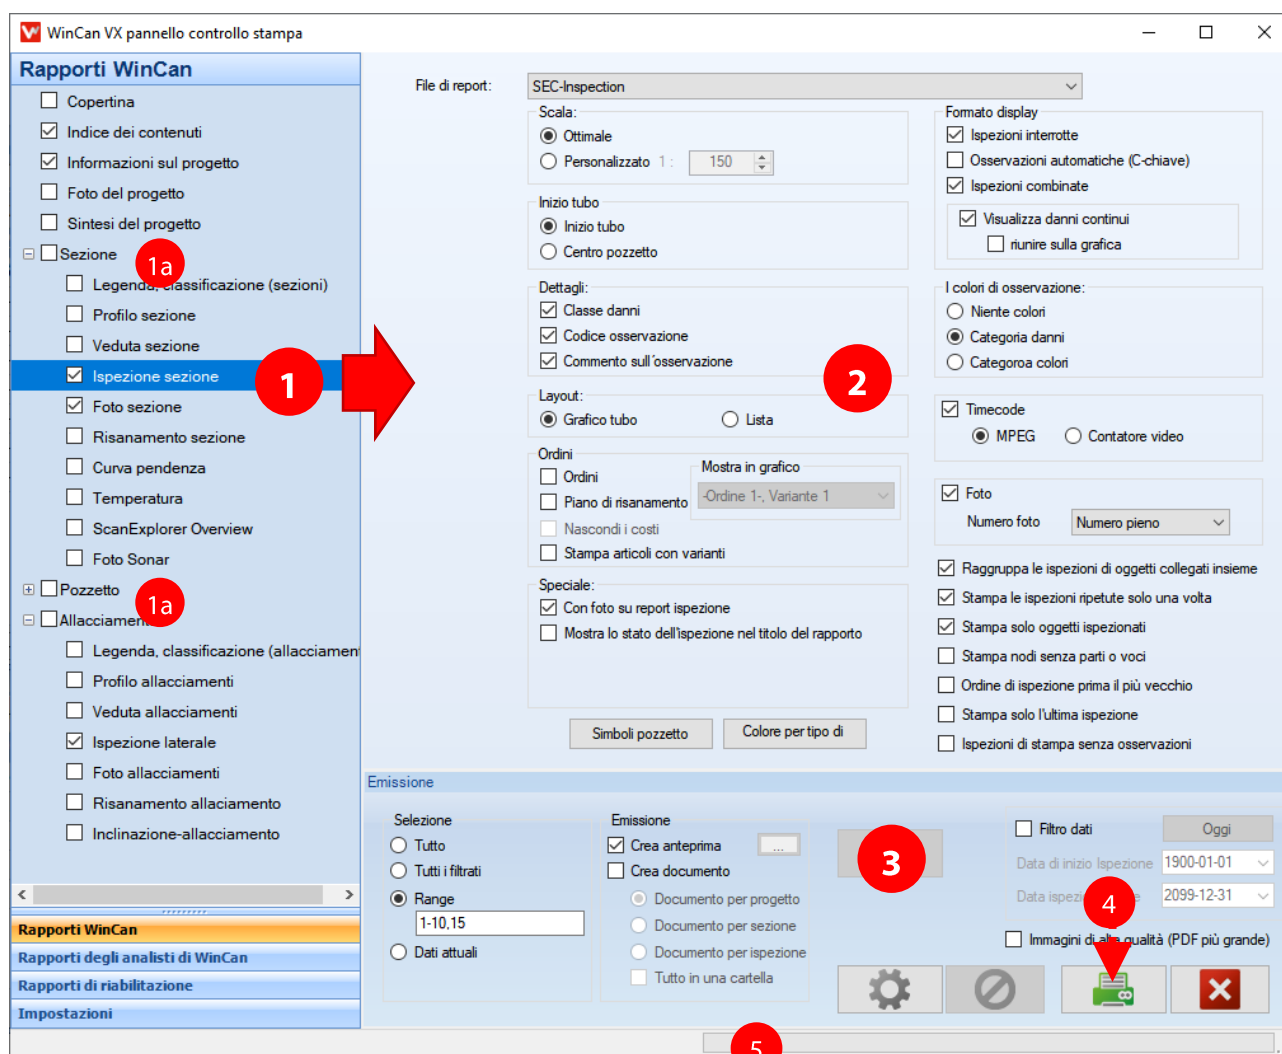 WinCan VX pannello controllo stampa
Rapporti WinCan
Copertina
Indice dei contenuti
Informazioni sul progetto
Foto del progetto
Sintesi del progetto
Sezione
1a
Legenda, classificazione (sezioni)
Profilo sezione
Veduta sezione
Ispezione sezione
1
Foto sezione
Risanamento sezione
Curva pendenza
Temperatura
ScanExplorer Overview
Foto Sonar
Pozzetto
1a
Allacciamen
Legenda, classificazione (allacciamen
Profilo allacciamenti
Veduta allacciamenti
Ispezione laterale
Foto allacciamenti
Risanamento allaciamento
Inclinazione-allacciamento
Rapporti WinCan
Rapporti degli analisti di WinCan
Rapporti di riabilitazione
Impostazioni
File di report:
SEC-Inspection
Scala:
Ottimale
Personalizzato 1 : 150
Inizio tubo
Inizio tubo
Centro pozzetto
Dettagli:
Classe danni
Codice osservazione
Commento sull´osservazione
2
Layout:
Grafico tubo
Lista
Ordini
Ordini
Piano di risanamento
Nascondi i costi
Stampa articoli con varianti
Mostra in grafico
-Ordine 1-, Variante 1
Speciale:
Con foto su report ispezione
Mostra lo stato dell'ispezione nel titolo del rapporto
Simboli pozzetto
Colore per tipo di
Formato display
Ispezioni interrotte
Osservazioni automatiche (C-chiave)
Ispezioni combinate
Visualizza danni continui
riunire sulla grafica
I colori di osservazione:
Niente colori
Categoria danni
Categoroa colori
Timecode
MPEG
Contatore video
Foto
Numero foto
Numero pieno
Raggruppa le ispezioni di oggetti collegati insieme
Stampa le ispezioni ripetute solo una volta
Stampa solo oggetti ispezionati
Stampa nodi senza parti o voci
Ordine di ispezione prima il più vecchio
Stampa solo l'ultima ispezione
Ispezioni di stampa senza osservazioni
Emissione
Selezione
Tutto
Tutti i filtrati
Range
1-10,15
Dati attuali
Emissione
Crea anteprima
...
Crea documento
Documento per progetto
Documento per sezione
Documento per ispezione
Tutto in una cartella
3
Filtro dati
Oggi
Data di inizio Ispezione
1900-01-01
Data
2099-12-31
4
Immagini di alta qualità (PDF più grande)
5